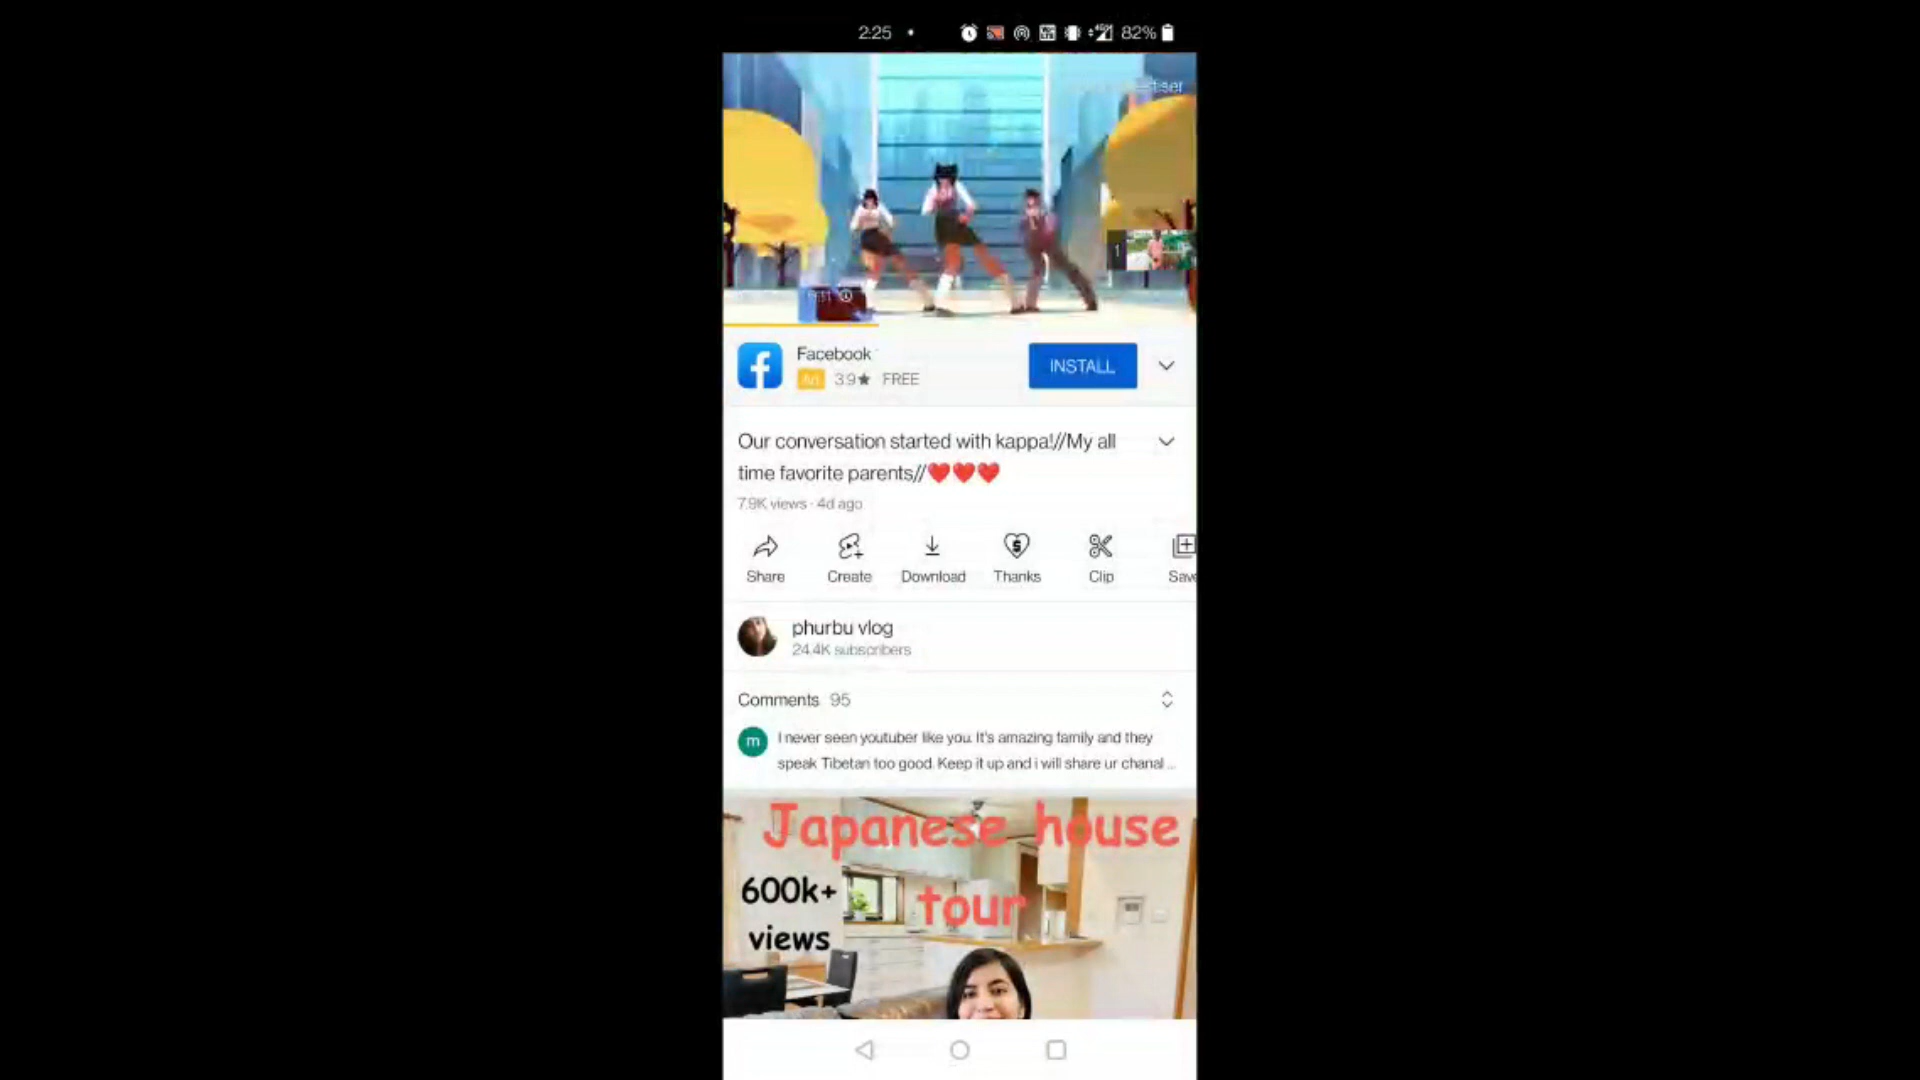 2:25
82%
Facebook
Ad 3.9★ FREE
INSTALL
Our conversation started with kappa!//My all
time favorite parents//❤️❤️❤️
7.9K views · 4d ago
Share
Create
Download
Thanks
Clip
Save
phurbu vlog
24.4K subscribers
Comments 95
m
I never seen youtuber like you. It's amazing family and they
speak Tibetan too good. Keep it up and i will share ur chanal ...
Japanese house
tour
600k+
views